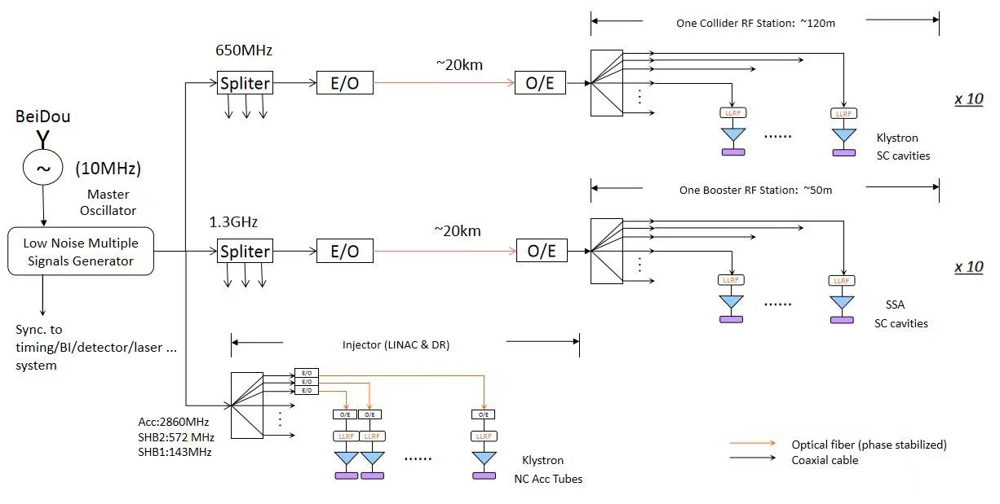 One Collider RF Station: ~120m
650MHz
~20km
Spliter
E/O
O/E
x 10
BeiDou
LLRF
LLRF
......
Klystron
SC cavities
~
(10MHz)
Master
Oscillator
One Booster RF Station: ~50m
1.3GHz
~20km
Low Noise Multiple
Signals Generator
Spliter
E/O
O/E
x 10
LLRF
LLRF
......
SSA
SC cavities
Sync. to
timing/BI/detector/laser ...
system
Injector (LINAC & DR)
E/O
E/O
E/O
Acc:2860MHz
SHB2:572 MHz
SHB1:143MHz
O/E
O/E
O/E
LLRF
LLRF
LLRF
......
Klystron
NC Acc Tubes
Optical fiber (phase stabilized)
Coaxial cable